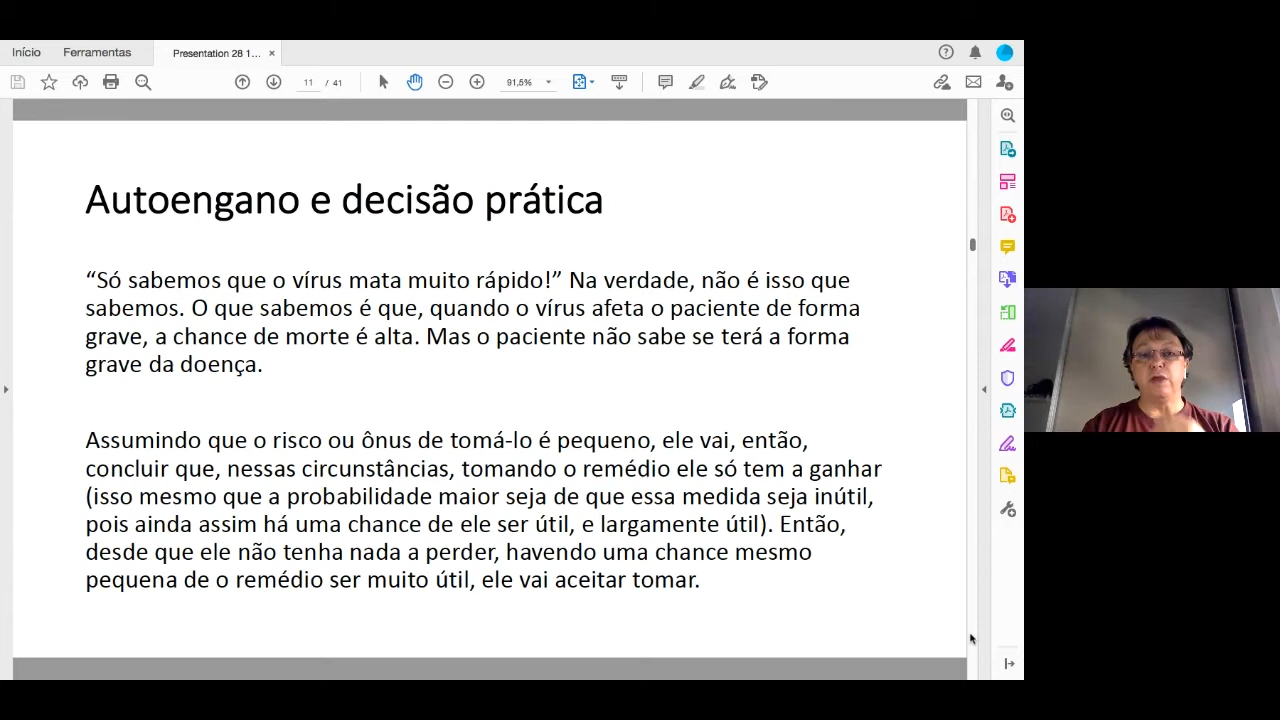 Início
Ferramentas
Presentation 28 1... ×
11 / 41
91,5%
Autoengano e decisão prática
“Só sabemos que o vírus mata muito rápido!” Na verdade, não é isso que
sabemos. O que sabemos é que, quando o vírus afeta o paciente de forma
grave, a chance de morte é alta. Mas o paciente não sabe se terá a forma
grave da doença.
Assumindo que o risco ou ônus de tomá-lo é pequeno, ele vai, então,
concluir que, nessas circunstâncias, tomando o remédio ele só tem a ganhar
(isso mesmo que a probabilidade maior seja de que essa medida seja inútil,
pois ainda assim há uma chance de ele ser útil, e largamente útil). Então,
desde que ele não tenha nada a perder, havendo uma chance mesmo
pequena de o remédio ser muito útil, ele vai aceitar tomar.